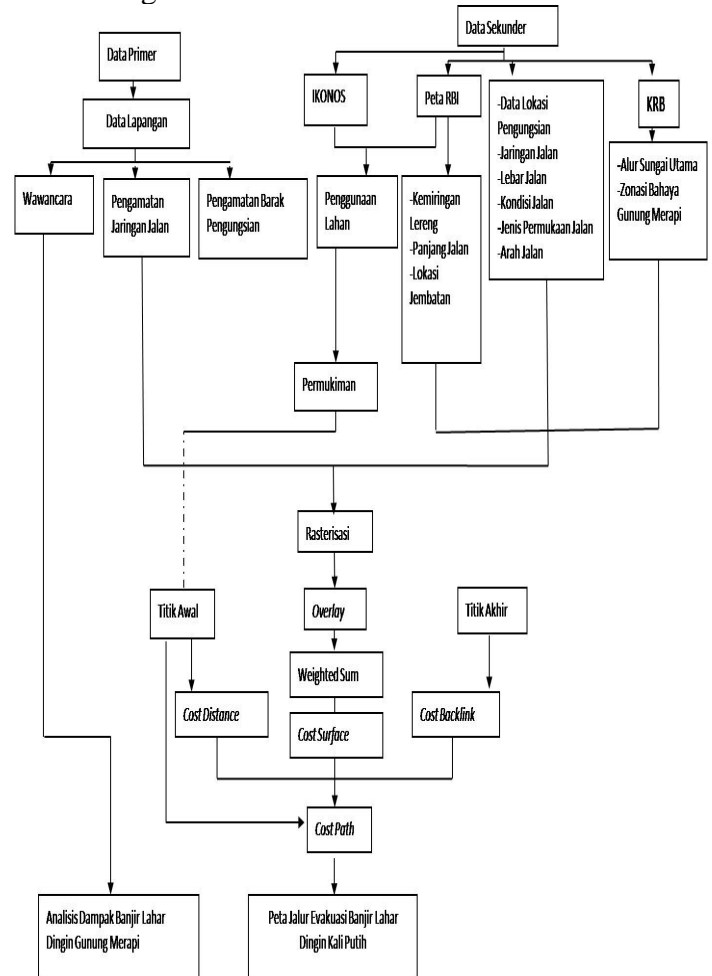 Data Sekunder
Data Primer
IKONOS
Peta RBI
-Data Lokasi
Pengungsian
-Jaringan Jalan
-Lebar Jalan
-Kondisi Jalan
-Jenis Permukaan Jalan
-Arah Jalan
KRB
Data Lapangan
Wawancara
Pengamatan
Jaringan Jalan
Pengamatan Barak
Pengungsian
Penggunaan
Lahan
-Kemiringan
Lereng
-Panjang Jalan
-Lokasi
Jembatan
-Alur Sungai Utama
-Zonasi Bahaya
Gunung Merapi
Permukiman
Rasterisasi
Titik Awal
Overlay
Titik Akhir
Weighted Sum
Cost Distance
Cost Surface
Cost Backlink
Cost Path
Analisis Dampak Banjir Lahar
Dingin Gunung Merapi
Peta Jalur Evakuasi Banjir Lahar
Dingin Kali Putih